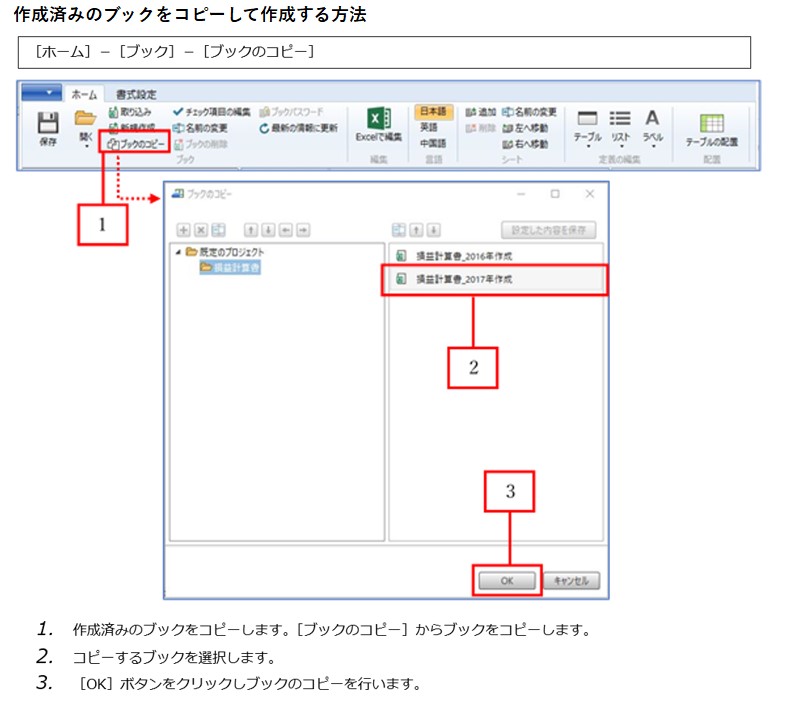 作成済みのブックをコピーして作成する方法
［ホーム］－［ブック］－［ブックのコピー］
ホーム 書式設定
取り込み チェック項目の編集 ブックパスワード 日本語 追加 名前の変更
新規作成 名前の変更 最新の情報に更新 英語 削除 左へ移動
保存 開く ブックのコピー ブックの削除 Excelで編集 中国語 右へ移動 テーブル リスト ラベル テーブルの配置
ブック 編集 言語 シート 定義の編集 配置
1
ブックのコピー
設定した内容を保存
既定のプロジェクト
損益計算書
損益計算書_2016年作成
損益計算書_2017年作成
2
3
OK キャンセル
1. 作成済みのブックをコピーします。［ブックのコピー］からブックをコピーします。
2. コピーするブックを選択します。
3. ［OK］ボタンをクリックしブックのコピーを行います。